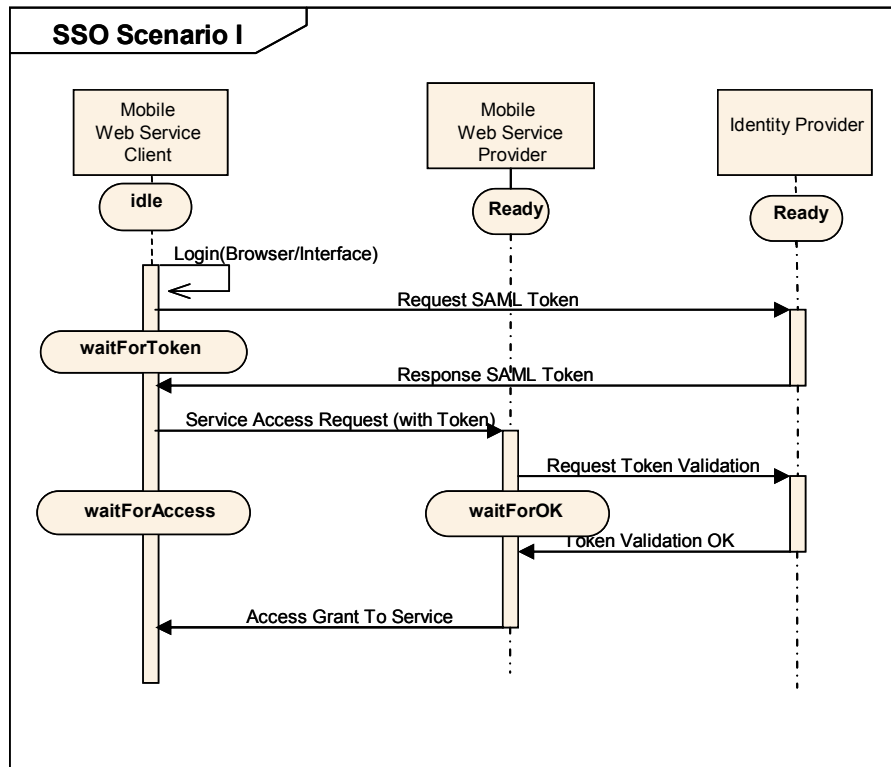 SSO Scenario I
Mobile
Web Service
Client
Mobile
Web Service
Provider
Identity Provider
idle
Ready
Ready
Login(Browser/Interface)
Request SAML Token
waitForToken
Response SAML Token
Service Access Request (with Token)
Request Token Validation
waitForAccess
waitForOK
Token Validation OK
Access Grant To Service